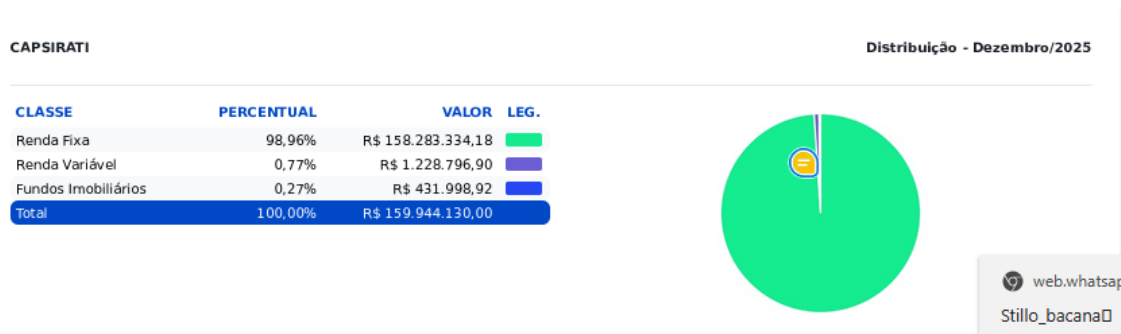 CAPSIRATI Distribuição - Dezembro/2025
CLASSE PERCENTUAL VALOR LEG.
Renda Fixa 98,96% R$ 158.283.334,18
Renda Variável 0,77% R$ 1.228.796,90
Fundos Imobiliários 0,27% R$ 431.998,92
Total 100,00% R$ 159.944.130,00
web.whatsap
Stillo_bacana